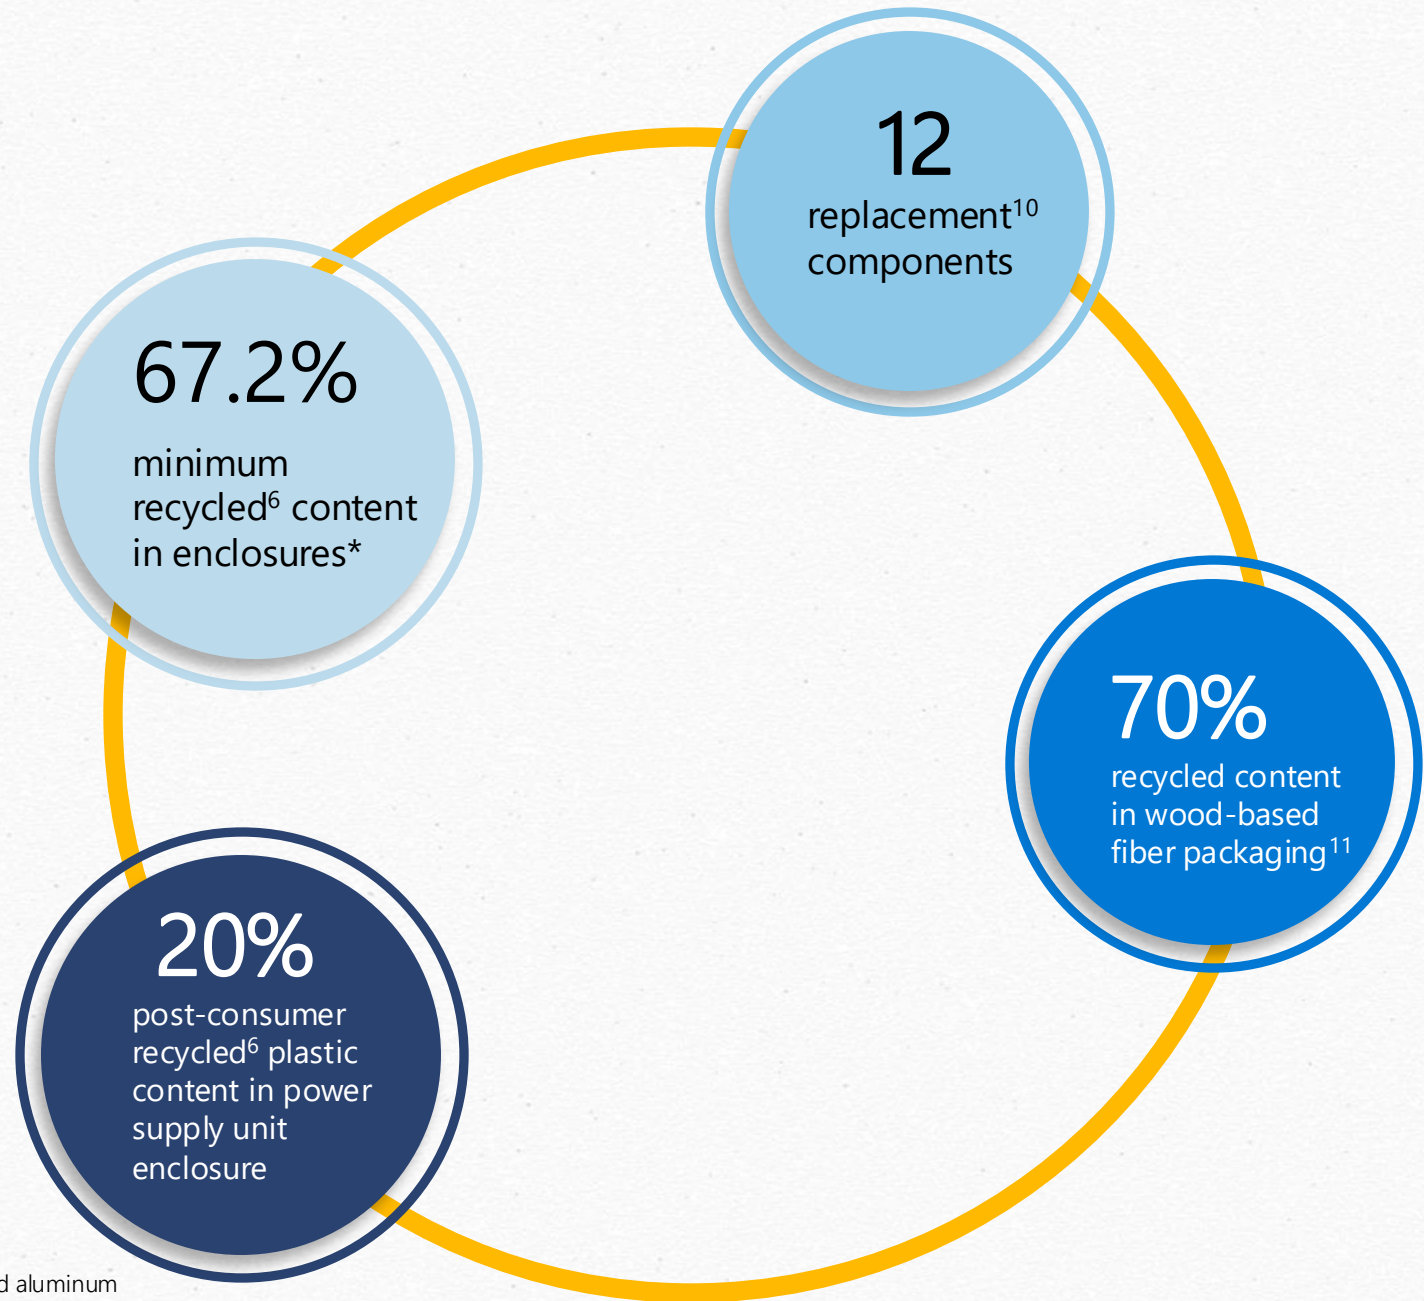 12
replacement¹⁰
components
67.2%
minimum
recycled⁶ content
in enclosures*
70%
recycled content
in wood-based
fiber packaging¹¹
20%
post-consumer
recycled⁶ plastic
content in power
supply unit
enclosure
aluminum